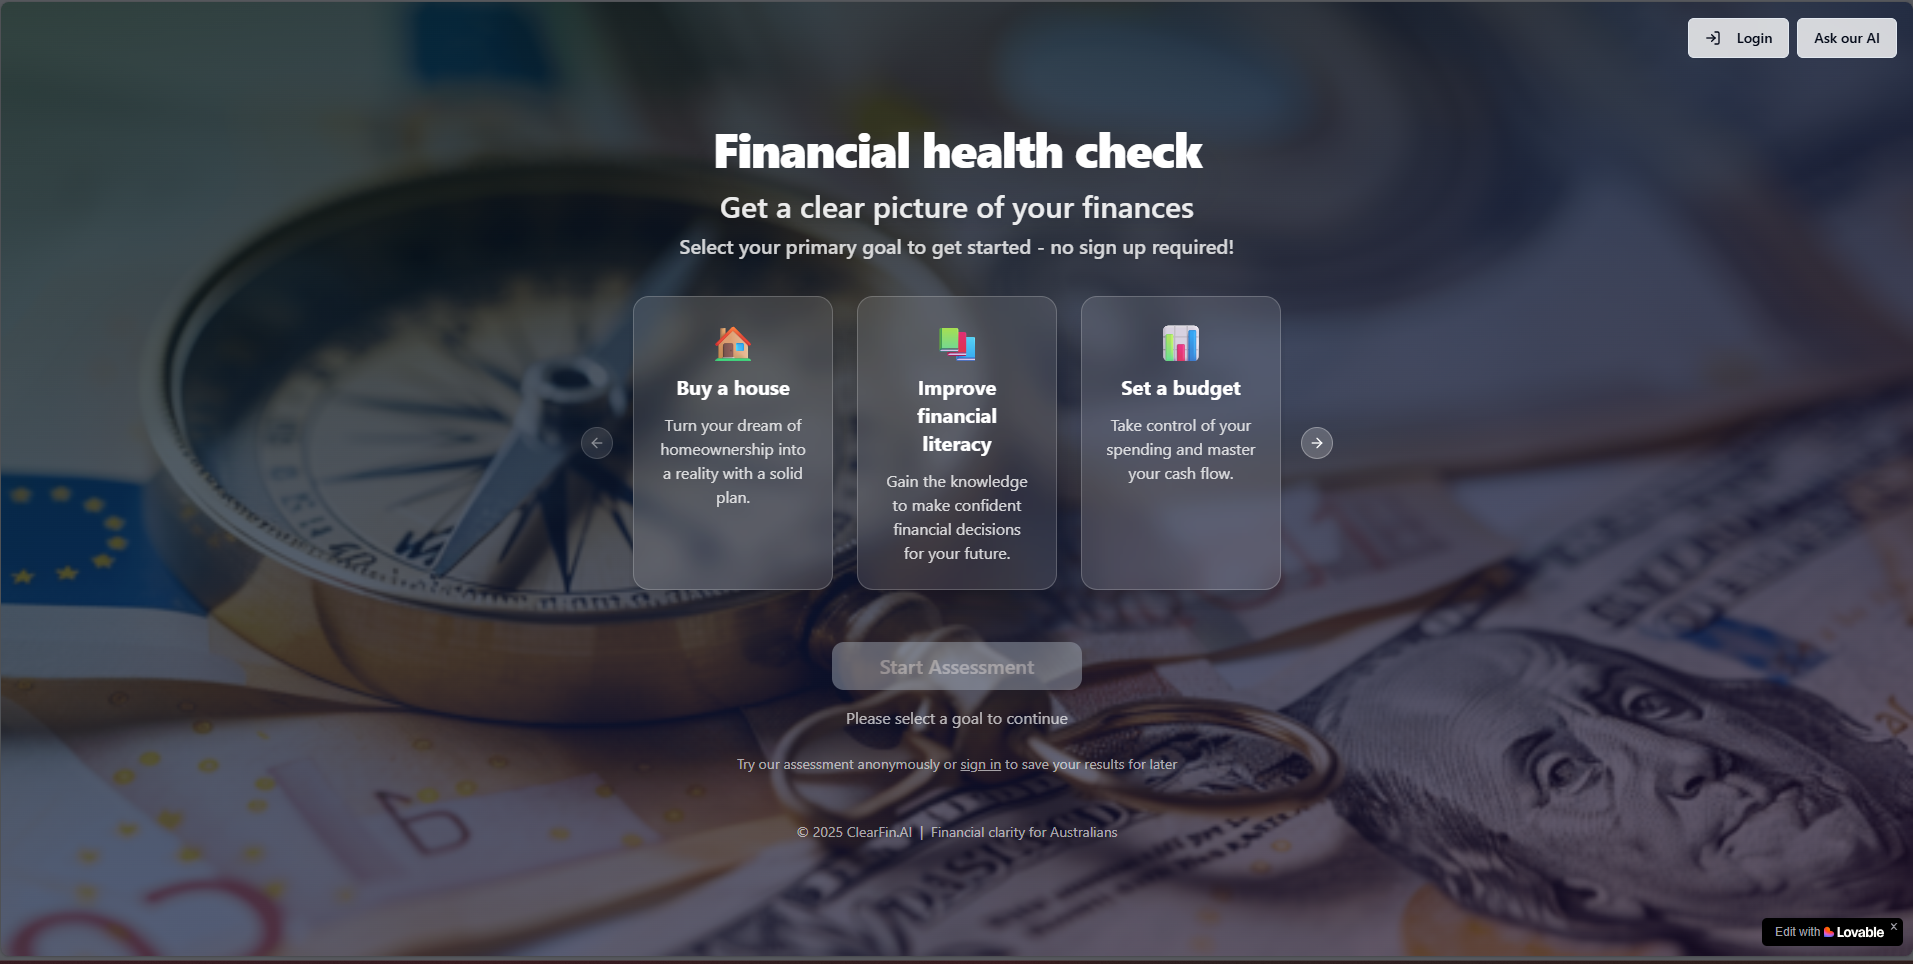 Login
Ask our AI
Financial health check
Get a clear picture of your finances
Select your primary goal to get started - no sign up required!
Buy a house
Turn your dream of
homeownership into
a reality with a solid
plan.
Improve
financial
literacy
Gain the knowledge
to make confident
financial decisions
for your future.
Set a budget
Take control of your
spending and master
your cash flow.
Start Assessment
Please select a goal to continue
Try our assessment anonymously or sign in to save your results for later
© 2025 ClearFin.AI | Financial clarity for Australians
Edit with Lovable x